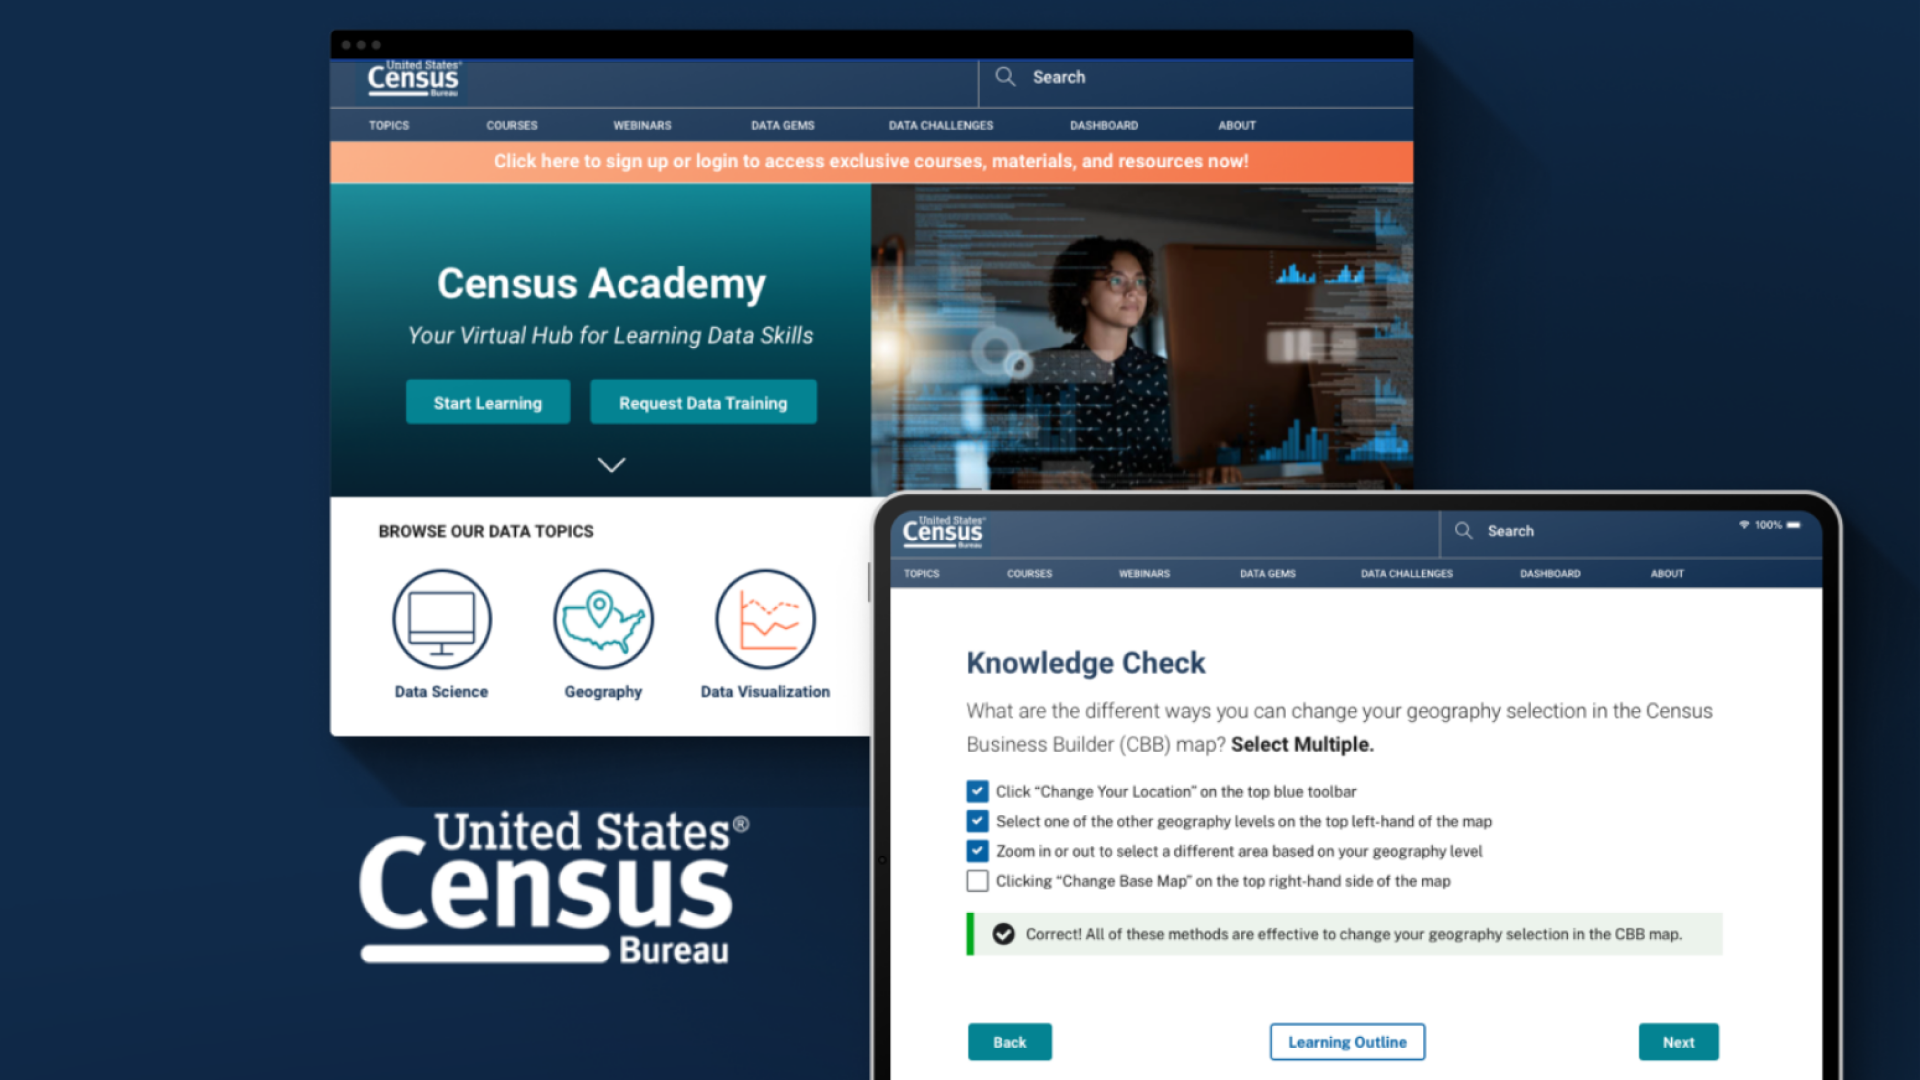 United States®
Census
Bureau
Search
TOPICS COURSES WEBINARS DATA GEMS DATA CHALLENGES DASHBOARD ABOUT
Click here to sign up or login to access exclusive courses, materials, and resources now!
Census Academy
Your Virtual Hub for Learning Data Skills
Start Learning Request Data Training
BROWSE OUR DATA TOPICS
Data Science Geography Data Visualization
United States®
Census
Bureau
United States®
Census
Bureau
Search
100%
TOPICS COURSES WEBINARS DATA GEMS DATA CHALLENGES DASHBOARD ABOUT
Knowledge Check
What are the different ways you can change your geography selection in the Census
Business Builder (CBB) map? Select Multiple.
Click “Change Your Location” on the top blue toolbar
Select one of the other geography levels on the top left-hand of the map
Zoom in or out to select a different area based on your geography level
Clicking “Change Base Map” on the top right-hand side of the map
Correct! All of these methods are effective to change your geography selection in the CBB map.
Back Learning Outline Next